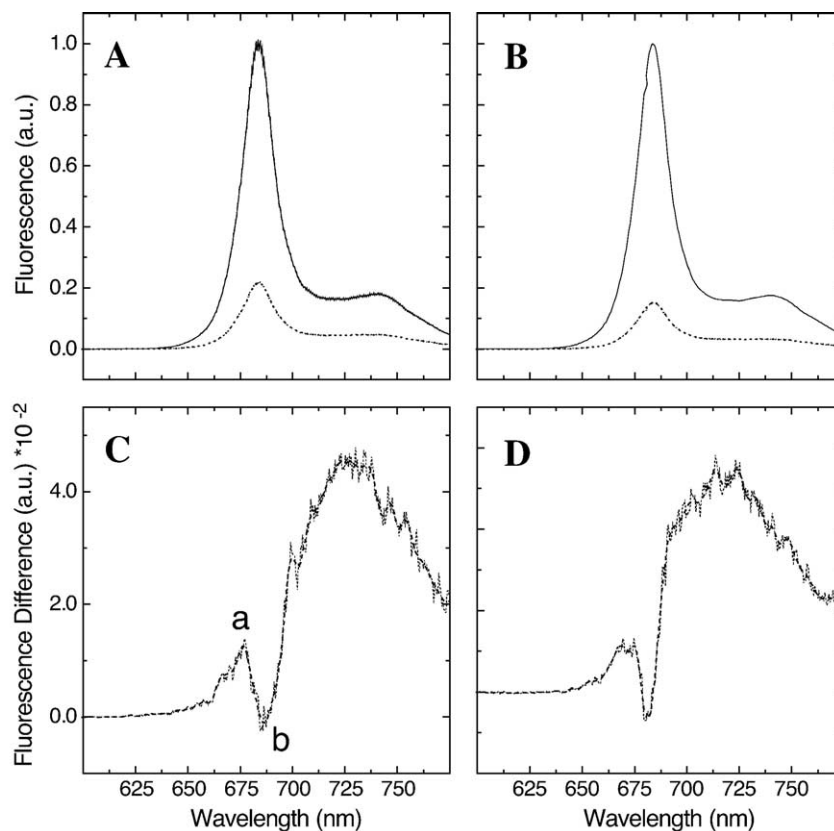 A
B
1.0
0.8
0.6
0.4
0.2
0.0
Fluorescence (a.u.)
C
D
4.0
2.0
0.0
Fluorescence Difference (a.u.) *10-2
a
b
625 650 675 700 725 750
625 650 675 700 725 750
Wavelength (nm)
Wavelength (nm)